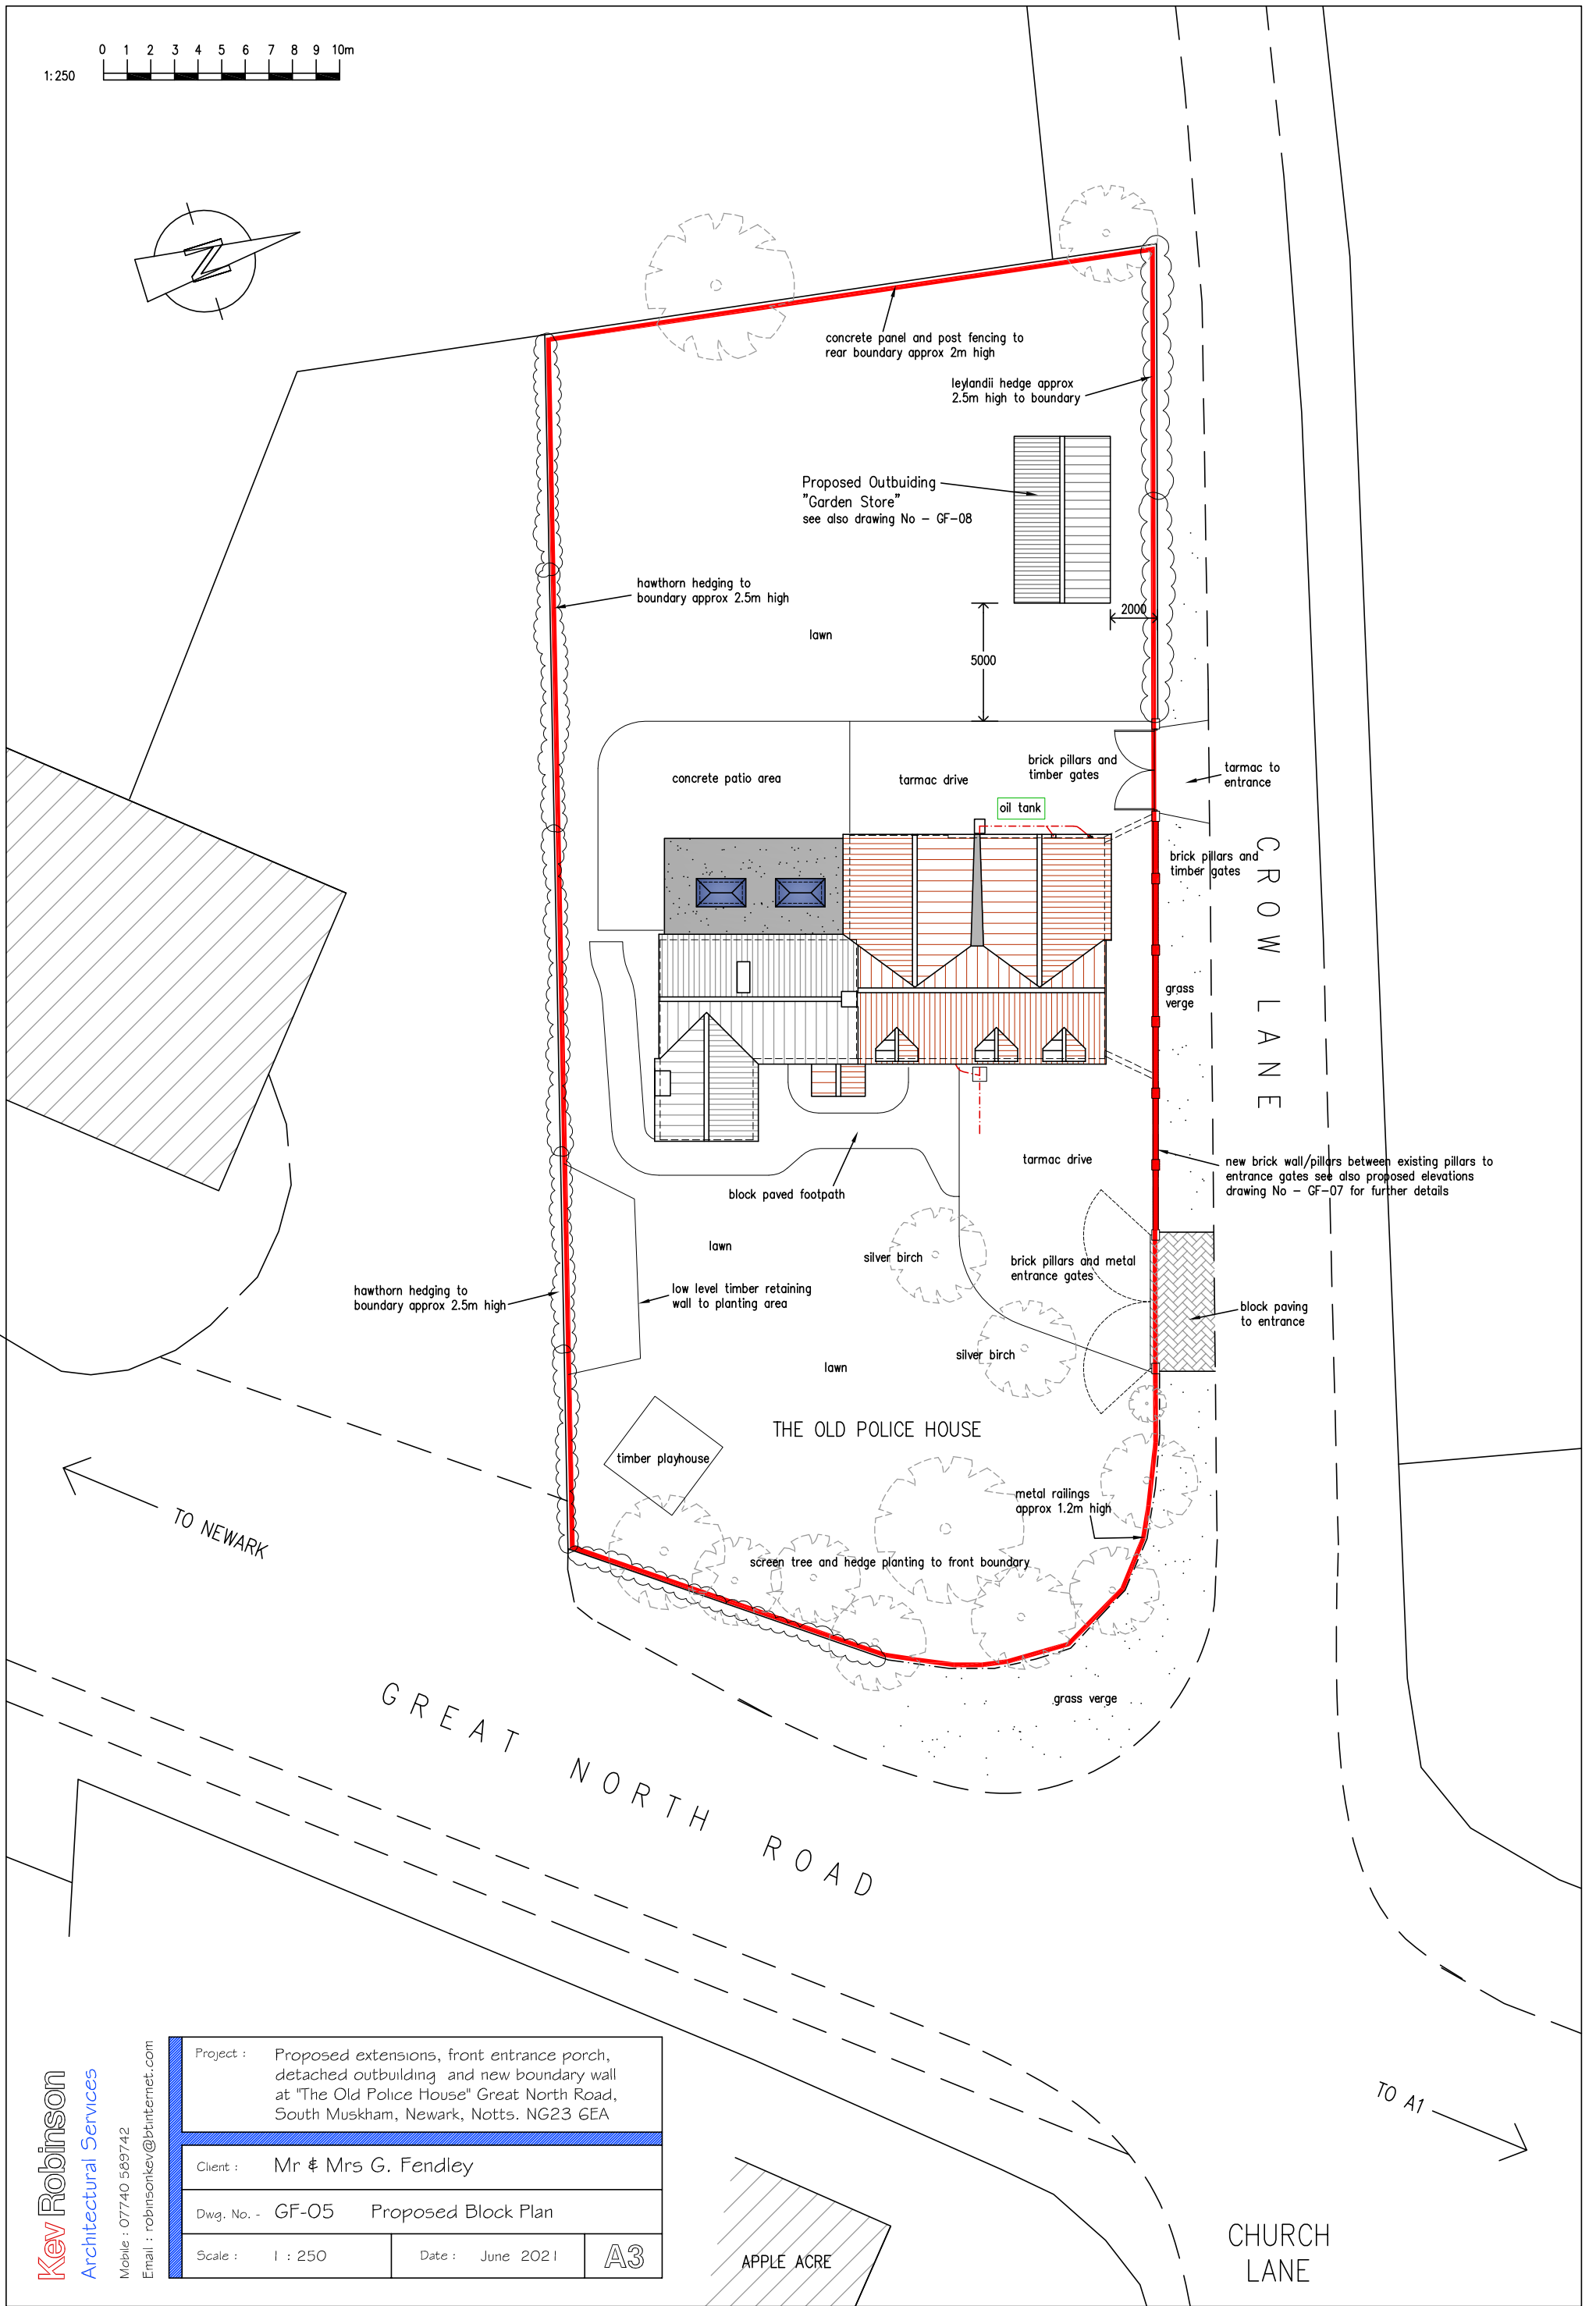 0 1 2 3 4 5 6 7 8 9 10m
1:250
N
concrete panel and post fencing to
rear boundary approx 2m high
leylandii hedge approx
2.5m high to boundary
Proposed Outbuiding
"Garden Store"
see also drawing No - GF-08
hawthorn hedging to
boundary approx 2.5m high
2000
lawn
5000
concrete patio area
tarmac drive
brick pillars and
timber gates
tarmac to
entrance
oil tank
brick pillars and
timber gates
CROW LANE
grass
verge
new brick wall/pillars between existing pillars to
entrance gates see also proposed elevations
drawing No - GF-07 for further details
tarmac drive
block paved footpath
lawn
silver birch
brick pillars and metal
entrance gates
hawthorn hedging to
boundary approx 2.5m high
low level timber retaining
wall to planting area
block paving
to entrance
silver birch
lawn
THE OLD POLICE HOUSE
timber playhouse
metal railings
approx 1.2m high
TO NEWARK
screen tree and hedge planting to front boundary
grass verge
GREAT NORTH ROAD
TO A1
CHURCH
LANE
APPLE ACRE
Kev Robinson
Architectural Services
Mobile : 07740 589742
Email : robinsonkev@btinternet.com
Project : Proposed extensions, front entrance porch,
detached outbuilding and new boundary wall
at "The Old Police House" Great North Road,
South Muskham, Newark, Notts. NG23 6EA
Client : Mr & Mrs G. Fendley
Dwg. No. - GF-05 Proposed Block Plan
Scale : 1 : 250 Date : June 2021 A3